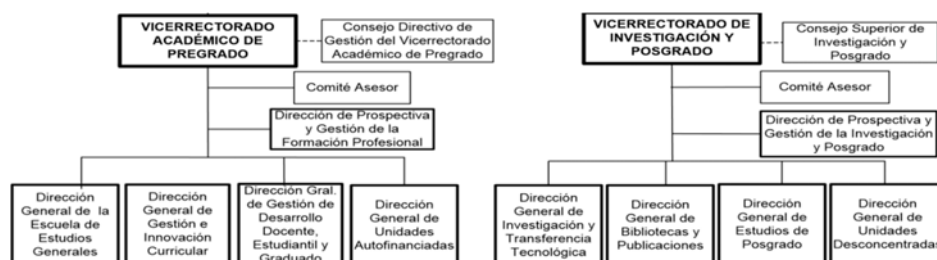 VICERRECTORADO
ACADÉMICO DE
PREGRADO
Consejo Directivo de
Gestión del Vicerrectorado
Académico de Pregrado
Comité Asesor
Dirección de Prospectiva
y Gestión de la
Formación Profesional
Dirección
General de la
Escuela de
Estudios
Generales
Dirección
General de
Gestión e
Innovación
Curricular
Dirección Gral.
de Gestión de
Desarrollo
Docente,
Estudiantil y
Graduado
Dirección
General de
Unidades
Autofinanciadas
VICERRECTORADO DE
INVESTIGACIÓN Y
POSGRADO
Consejo Superior de
Investigación y
Posgrado
Comité Asesor
Dirección de Prospectiva y
Gestión de la Investigación
y Posgrado
Dirección
General de
Investigación y
Transferencia
Tecnológica
Dirección
General de
Bibliotecas y
Publicaciones
Dirección
General de
Estudios de
Posgrado
Dirección
General de
Unidades
Desconcentradas